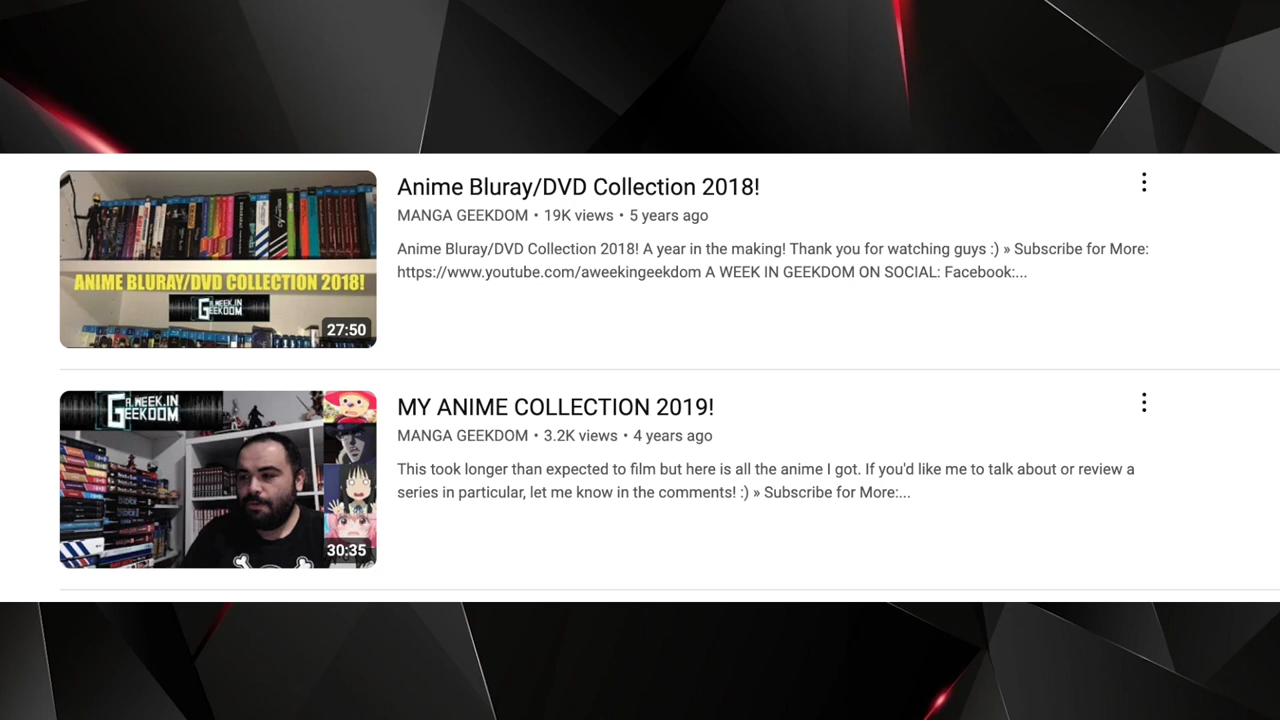 Anime Bluray/DVD Collection 2018!
MANGA GEEKDOM • 19K views • 5 years ago
Anime Bluray/DVD Collection 2018! A year in the making! Thank you for watching guys :) » Subscribe for More:
https://www.youtube.com/aweekingeekdom A WEEK IN GEEKDOM ON SOCIAL: Facebook:...
ANIME BLURAY/DVD COLLECTION 2018!
A.WEEK.IN
GEEKDOM
27:50
A.WEEK.IN
GEEKDOM
MY ANIME COLLECTION 2019!
MANGA GEEKDOM • 3.2K views • 4 years ago
This took longer than expected to film but here is all the anime I got. If you'd like me to talk about or review a
series in particular, let me know in the comments! :) » Subscribe for More:...
30:35